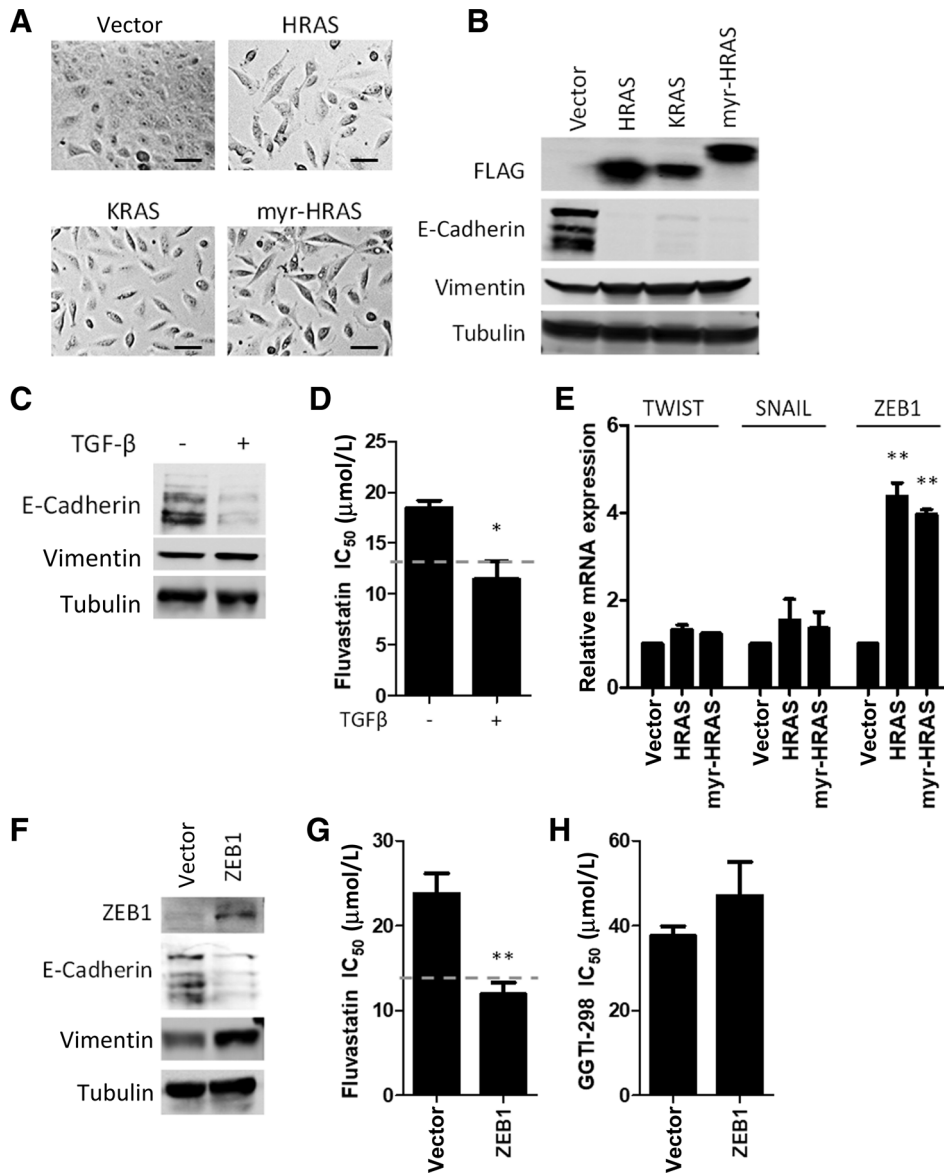 A
Vector HRAS
KRAS myr-HRAS
B
Vector HRAS KRAS myr-HRAS
FLAG
E-Cadherin
Vimentin
Tubulin
C
TGF-β - +
E-Cadherin
Vimentin
Tubulin
D
Fluvastatin IC50 (μmol/L)
25
20
15
10
5
0
*
TGFβ - +
E
TWIST SNAIL ZEB1
Relative mRNA expression
6
4
2
0
** **
Vector HRAS myr-HRAS Vector HRAS myr-HRAS Vector HRAS myr-HRAS
F
Vector ZEB1
ZEB1
E-Cadherin
Vimentin
Tubulin
G
Fluvastatin IC50 (μmol/L)
30
20
10
0
**
Vector ZEB1
H
GGTI-298 IC50 (μmol/L)
60
40
20
0
Vector ZEB1